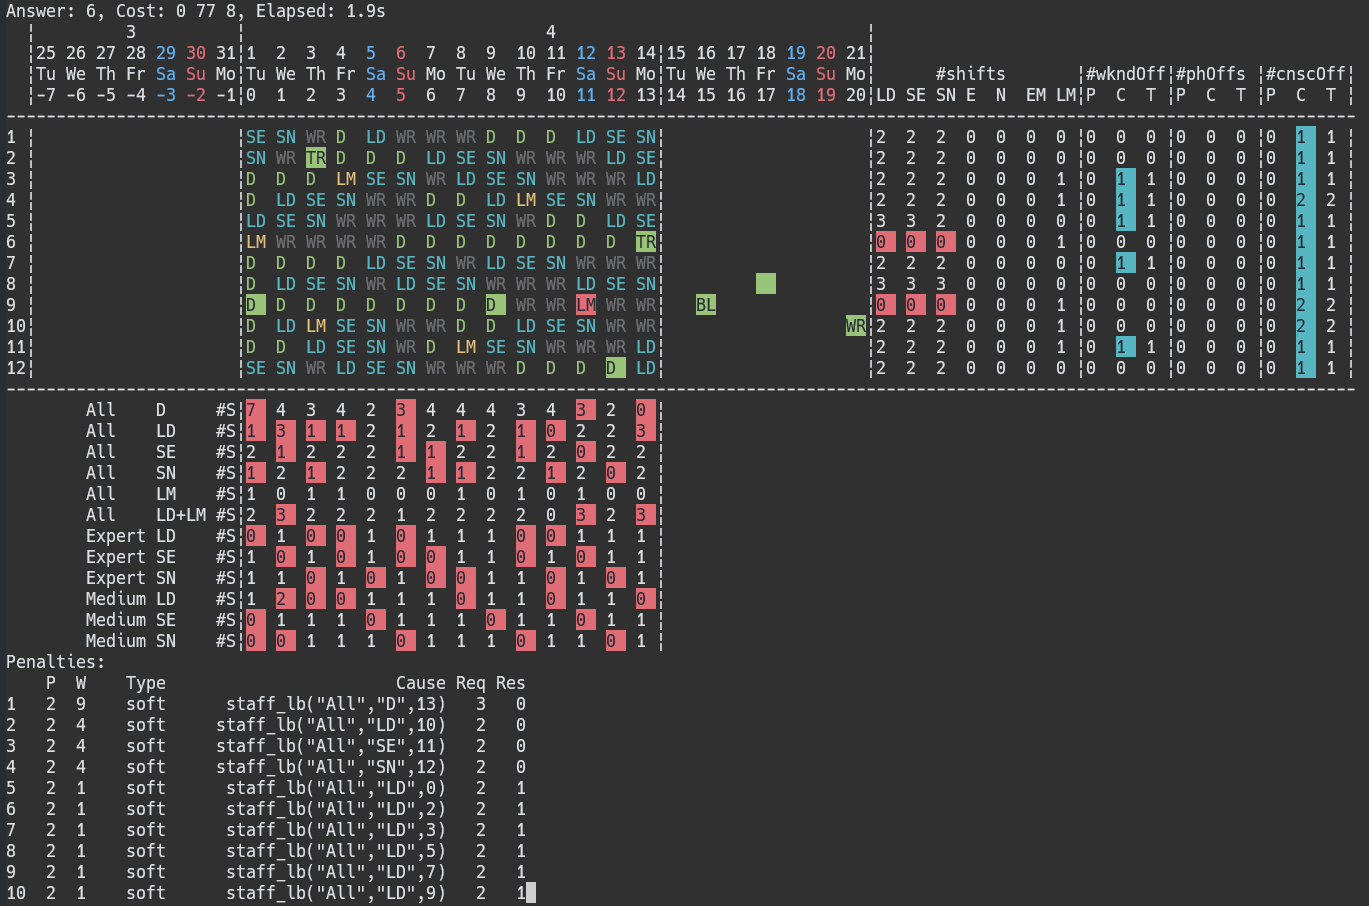 Answer: 6, Cost: 0 77 8, Elapsed: 1.9s
¦ 3 ¦ 4 ¦
¦25 26 27 28 29 30 31¦1 2 3 4 5 6 7 8 9 10 11 12 13 14¦15 16 17 18 19 20 21¦
¦Tu We Th Fr Sa Su Mo¦Tu We Th Fr Sa Su Mo Tu We Th Fr Sa Su Mo¦Tu We Th Fr Sa Su Mo¦ #shifts ¦#wkndOff¦#phOffs ¦#cnscOff¦
¦-7 -6 -5 -4 -3 -2 -1¦0 1 2 3 4 5 6 7 8 9 10 11 12 13¦14 15 16 17 18 19 20¦LD SE SN E N EM LM¦P C T ¦P C T ¦P C T ¦
1 ¦ ¦SE SN WR D LD WR WR WR D D D LD SE SN¦ ¦2 2 2 0 0 0 0 ¦0 0 0 ¦0 0 0 ¦0 1 1 ¦
2 ¦ ¦SN WR TR D D D LD SE SN WR WR WR LD SE¦ ¦2 2 2 0 0 0 0 ¦0 0 0 ¦0 0 0 ¦0 1 1 ¦
3 ¦ ¦D D D LM SE SN WR LD SE SN WR WR WR LD¦ ¦2 2 2 0 0 0 1 ¦0 1 1 ¦0 0 0 ¦0 1 1 ¦
4 ¦ ¦D LD SE SN WR WR D D LD LM SE SN WR WR¦ ¦2 2 2 0 0 0 1 ¦0 1 1 ¦0 0 0 ¦0 2 2 ¦
5 ¦ ¦LD SE SN WR WR WR LD SE SN WR D D LD SE¦ ¦3 3 2 0 0 0 0 ¦0 1 1 ¦0 0 0 ¦0 1 1 ¦
6 ¦ ¦LM WR WR WR WR D D D D D D D D TR¦ ¦0 0 0 0 0 0 1 ¦0 0 0 ¦0 0 0 ¦0 1 1 ¦
7 ¦ ¦D D D D LD SE SN WR LD SE SN WR WR WR¦ ¦2 2 2 0 0 0 0 ¦0 1 1 ¦0 0 0 ¦0 1 1 ¦
8 ¦ ¦D LD SE SN WR LD SE SN WR WR WR LD SE SN¦ ¦3 3 3 0 0 0 0 ¦0 0 0 ¦0 0 0 ¦0 1 1 ¦
9 ¦ ¦D D D D D D D D D WR WR LM WR WR¦ BL ¦0 0 0 0 0 0 1 ¦0 0 0 ¦0 0 0 ¦0 2 2 ¦
10¦ ¦D LD LM SE SN WR WR D D LD SE SN WR WR¦ WR¦2 2 2 0 0 0 1 ¦0 0 0 ¦0 0 0 ¦0 2 2 ¦
11¦ ¦D D LD SE SN WR D LM SE SN WR WR WR LD¦ ¦2 2 2 0 0 0 1 ¦0 1 1 ¦0 0 0 ¦0 1 1 ¦
12¦ ¦SE SN WR LD SE SN WR WR WR D D D D LD¦ ¦2 2 2 0 0 0 0 ¦0 0 0 ¦0 0 0 ¦0 1 1 ¦
All D #S¦7 4 3 4 2 3 4 4 4 3 4 3 2 0 ¦
All LD #S¦1 3 1 1 2 1 2 1 2 1 0 2 2 3 ¦
All SE #S¦2 1 2 2 2 1 1 2 2 1 2 0 2 2 ¦
All SN #S¦1 2 1 2 2 2 1 1 2 2 1 2 0 2 ¦
All LM #S¦1 0 1 1 0 0 0 1 0 1 0 1 0 0 ¦
All LD+LM #S¦2 3 2 2 2 1 2 2 2 2 0 3 2 3 ¦
Expert LD #S¦0 1 0 0 1 0 1 1 1 0 0 1 1 1 ¦
Expert SE #S¦1 0 1 0 1 0 0 1 1 0 1 0 1 1 ¦
Expert SN #S¦1 1 0 1 0 1 0 0 1 1 0 1 0 1 ¦
Medium LD #S¦1 2 0 0 1 1 1 0 1 1 0 1 1 0 ¦
Medium SE #S¦0 1 1 1 0 1 1 1 0 1 1 0 1 1 ¦
Medium SN #S¦0 0 1 1 1 0 1 1 1 0 1 1 0 1 ¦
Penalties:
P W Type Cause Req Res
1 2 9 soft staff_lb("All","D",13) 3 0
2 2 4 soft staff_lb("All","LD",10) 2 0
3 2 4 soft staff_lb("All","SE",11) 2 0
4 2 4 soft staff_lb("All","SN",12) 2 0
5 2 1 soft staff_lb("All","LD",0) 2 1
6 2 1 soft staff_lb("All","LD",2) 2 1
7 2 1 soft staff_lb("All","LD",3) 2 1
8 2 1 soft staff_lb("All","LD",5) 2 1
9 2 1 soft staff_lb("All","LD",7) 2 1
10 2 1 soft staff_lb("All","LD",9) 2 1